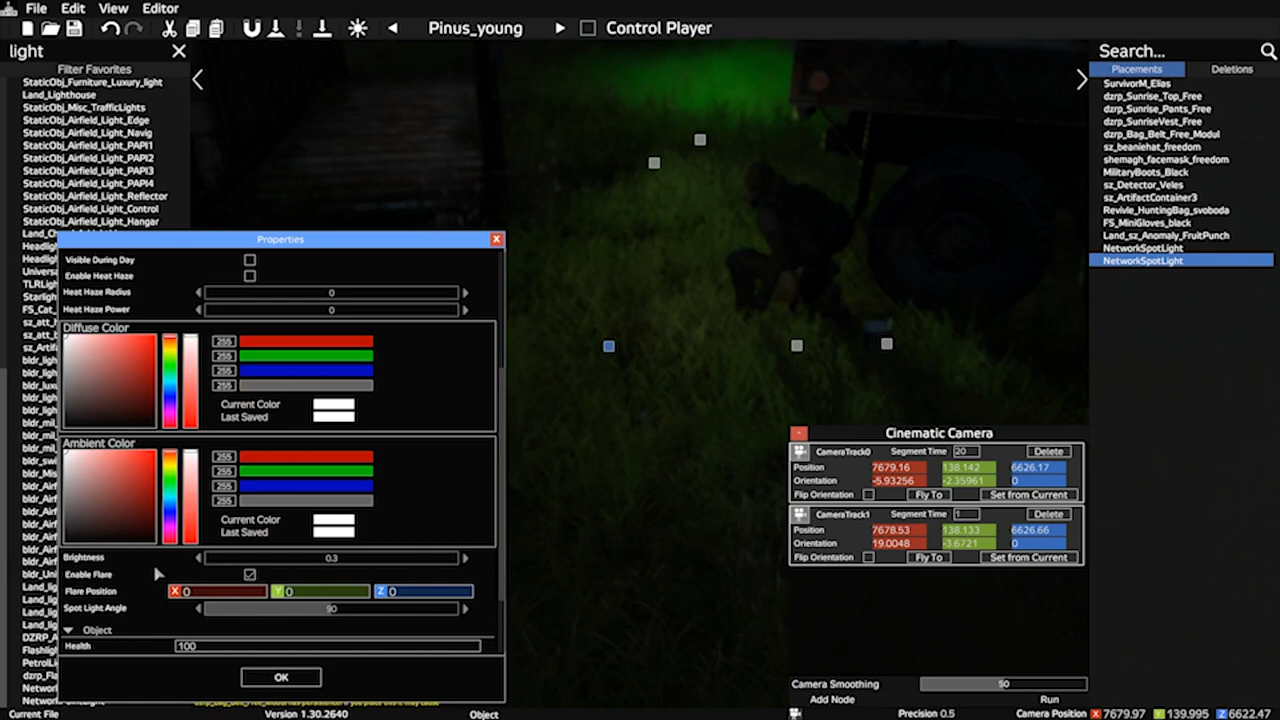 File Edit View Editor
Pinus_young Control Player
light
Filter Favorites
StaticObj_Furniture_Luxury_light
Land_Lighthouse
StaticObj_Misc_TrafficLights
StaticObj_Airfield_Light_Edge
StaticObj_Airfield_Light_Navig
StaticObj_Airfield_Light_PAPI1
StaticObj_Airfield_Light_PAPI2
StaticObj_Airfield_Light_PAPI3
StaticObj_Airfield_Light_PAPI4
StaticObj_Airfield_Light_Reflector
StaticObj_Airfield_Light_Control
StaticObj_Airfield_Light_Hangar
Properties
Visible During Day
Enable Heat Haze
Heat Haze Radius 0
Heat Haze Power 0
Diffuse Color
255
255
255
255
Current Color
Last Saved
Ambient Color
255
255
255
255
Current Color
Last Saved
Brightness 0.3
Enable Flare
Flare Position X 0 Y 0 Z 0
Spot Light Angle 90
Object
Health 100
OK
Search...
Placements Deletions
SurvivorM_Elias
dzrp_Sunrise_Top_Free
dzrp_Sunrise_Pants_Free
dzrp_SunriseVest_Free
dzrp_Bag_Belt_Free_Modul
sz_beaniehat_freedom
shemagh_facemask_freedom
MilitaryBoots_Black
sz_Detector_Veles
sz_ArtifactContainer3
Revivle_HuntingBag_svoboda
FS_MiniGloves_black
Land_sz_Anomaly_FruitPunch
NetworkSpotLight
NetworkSpotLight
Cinematic Camera
CameraTrack0 Segment Time 20 Delete
Position 7679.16 138.142 6626.17
Orientation -5.93256 -2.35961 0
Flip Orientation Fly To Set from Current
CameraTrack1 Segment Time 1 Delete
Position 7678.53 138.133 6626.66
Orientation 19.0048 -3.6721 0
Flip Orientation Fly To Set from Current
Camera Smoothing 50
Add Node Run
Current File Version 1.30.2640 Object Precision 0.5 Camera Position X 7679.97 Y 139.995 Z 6622.47